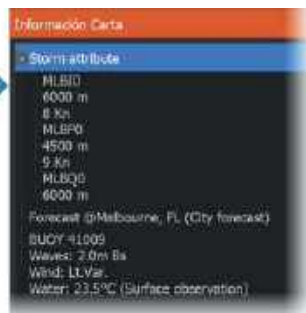 Información Carta
- Storm attribute
MLBI0
6000 m
8 Kn
MLBP0
4500 m
9 Kn
MLBQ0
6000 m
Forecast @Melbourne, FL (City forecast)
BUOY 41009
Waves: 2.0m 8s
Wind: Lt.Var.
Water: 23.5°C (Surface observation)